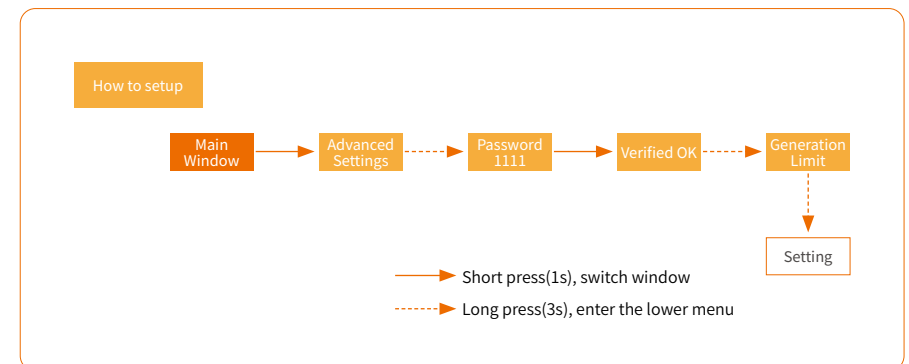 How to setup
Main
Window
Advanced
Settings
Password
1111
Verified OK
Generation
Limit
Setting
Short press(1s), switch window
Long press(3s), enter the lower menu